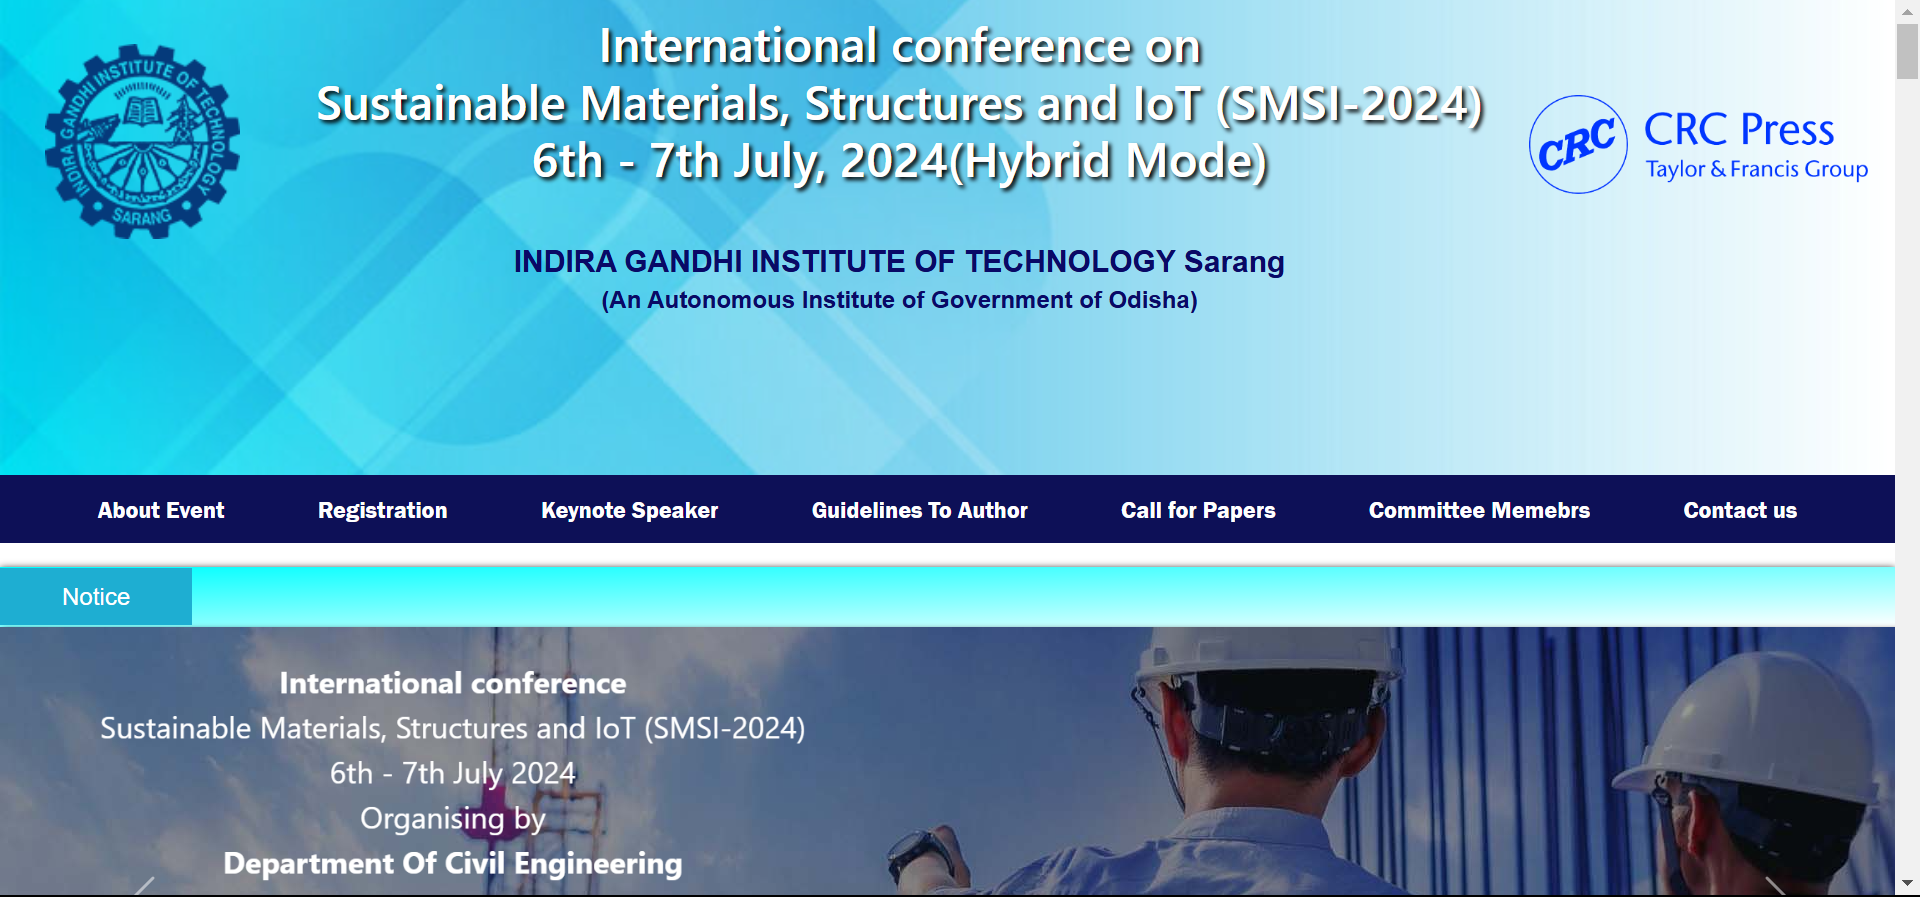 International conference on
Sustainable Materials, Structures and IoT (SMSI-2024)
6th - 7th July, 2024(Hybrid Mode)
INDIRA GANDHI INSTITUTE OF TECHNOLOGY
SARANG
CRC
CRC Press
Taylor & Francis Group
INDIRA GANDHI INSTITUTE OF TECHNOLOGY Sarang
(An Autonomous Institute of Government of Odisha)
About Event Registration Keynote Speaker Guidelines To Author Call for Papers Committee Memebrs Contact us
Notice
International conference
Sustainable Materials, Structures and IoT (SMSI-2024)
6th - 7th July 2024
Organising by
Department Of Civil Engineering